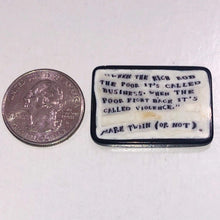 "WHEN THE RICH ROB
THE POOR IT'S CALLED
BUSINESS. WHEN THE
POOR FIGHT BACK IT'S
CALLED VIOLENCE."
MARK TWAIN (OR NOT)